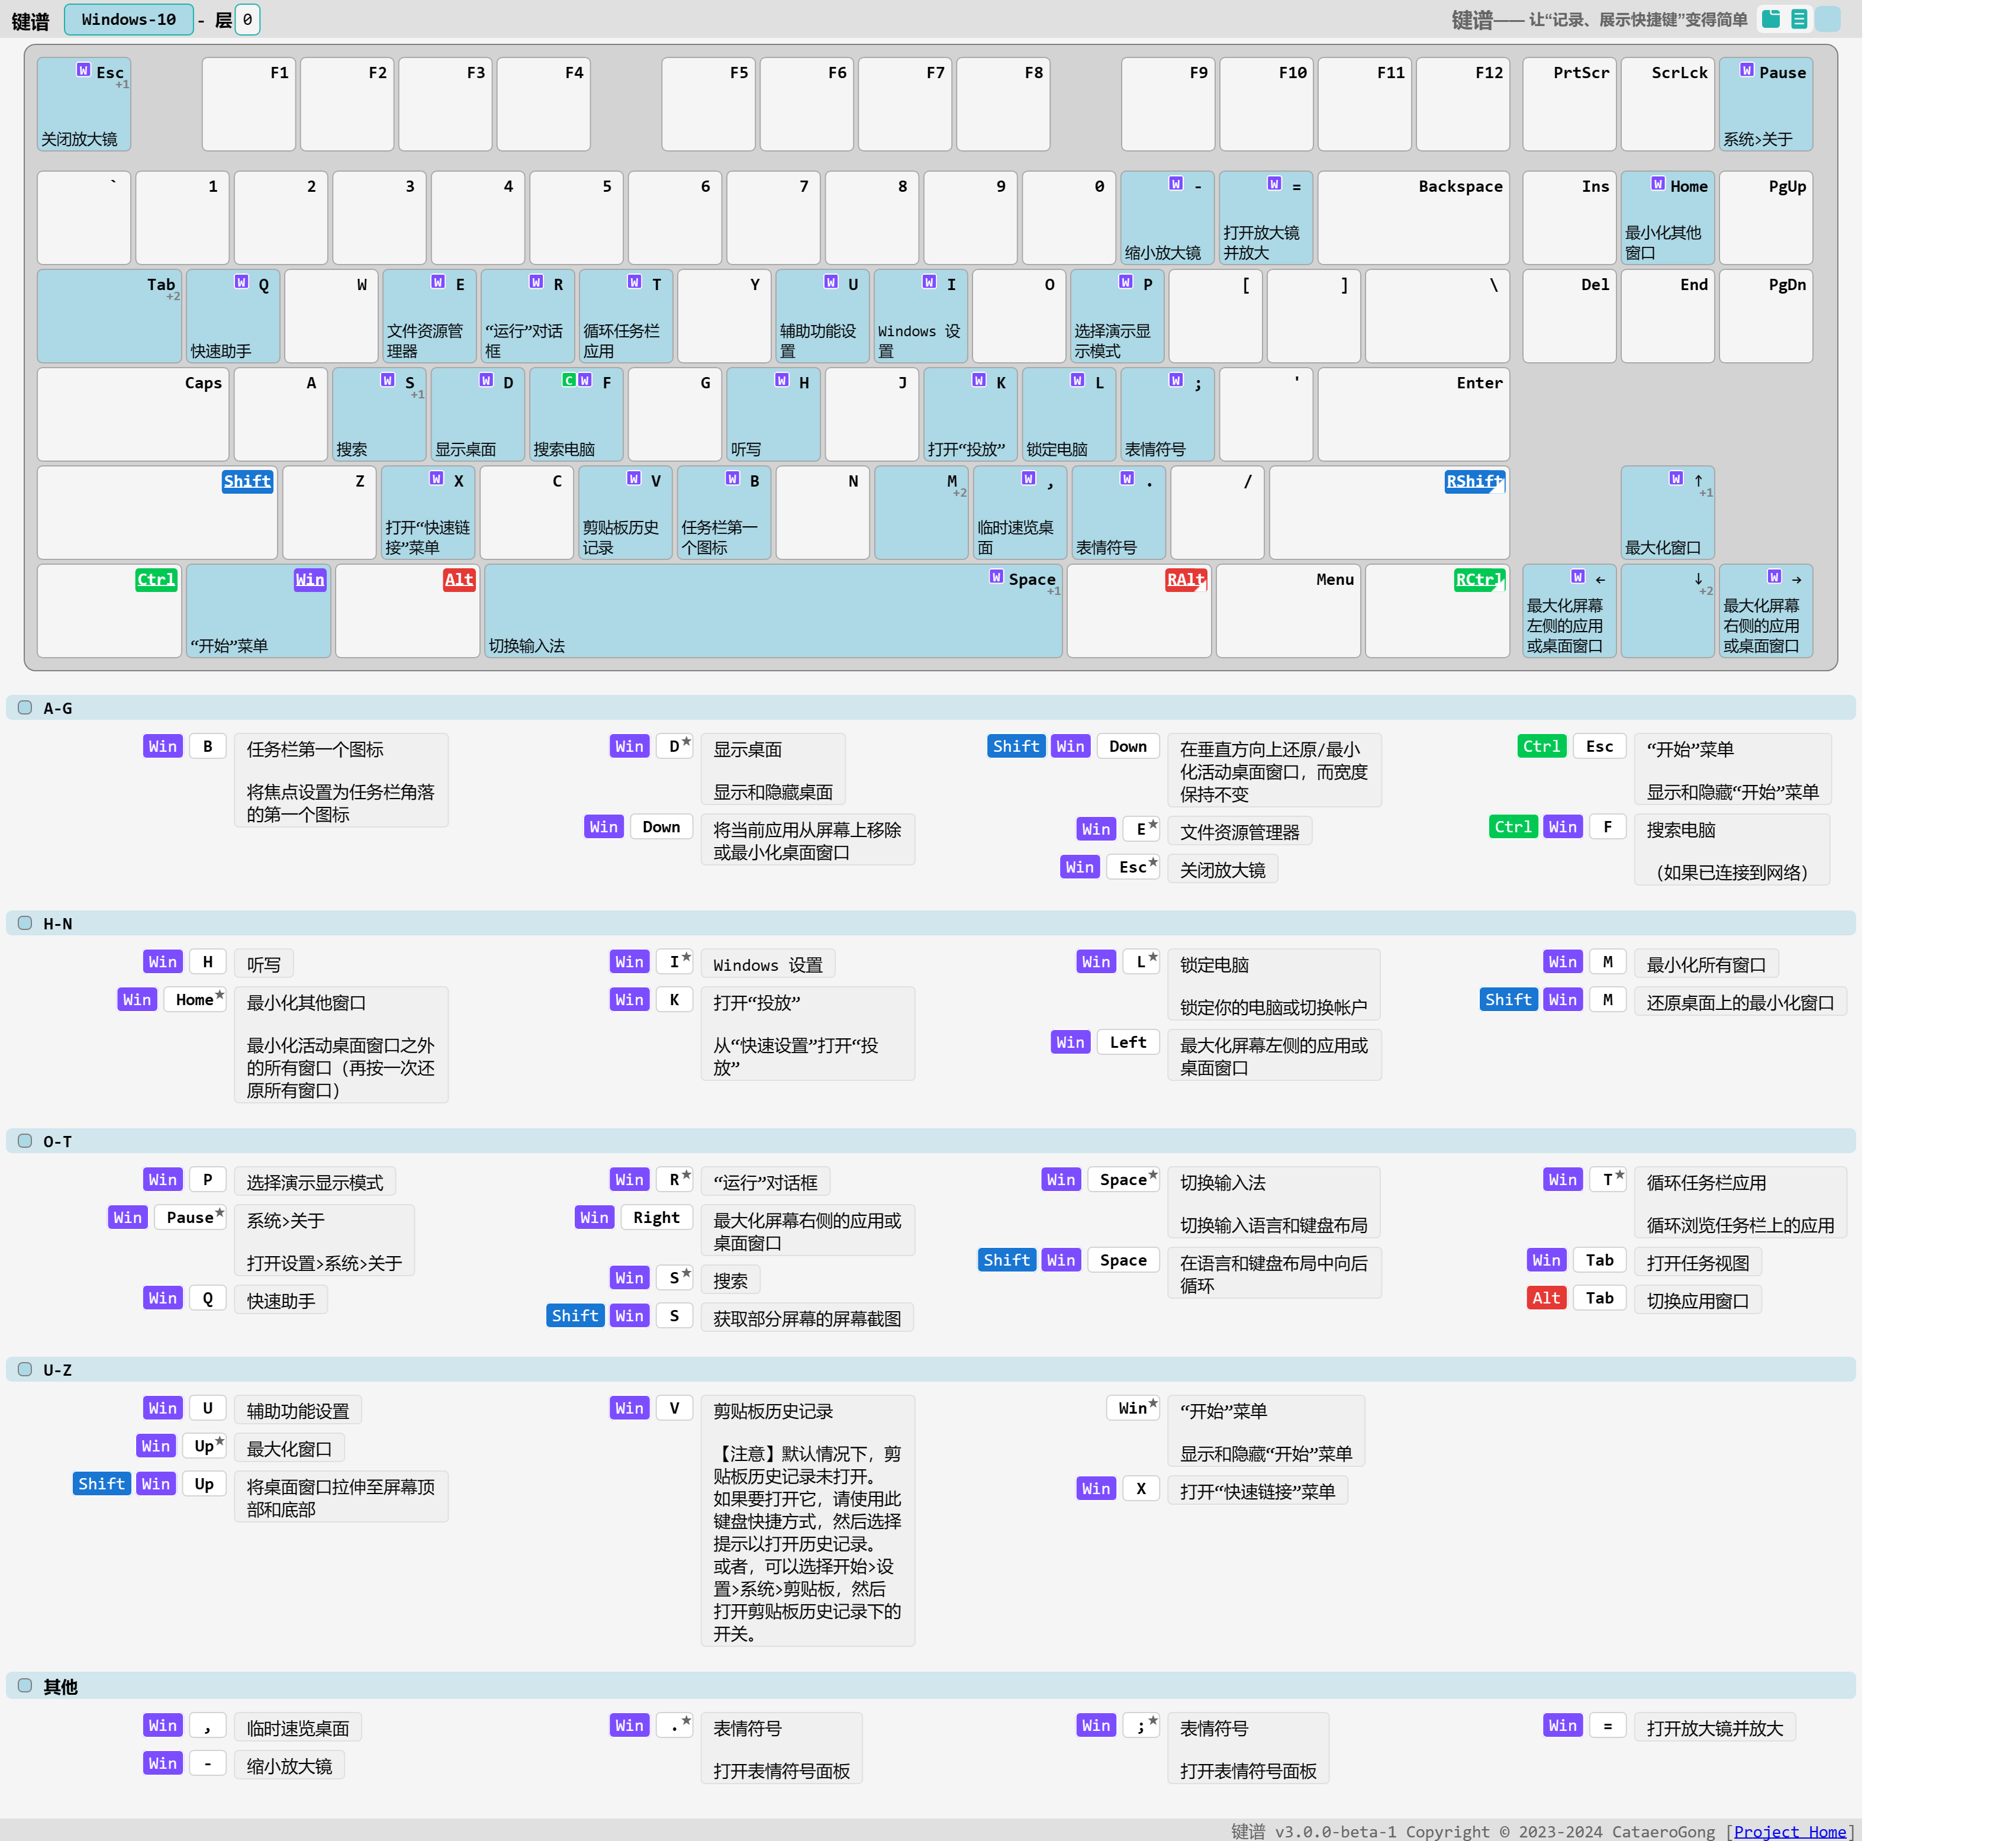 键谱 Windows-10 - 层 0 键谱—— 让“记录、展示快捷键”变得简单
W Esc +1 F1 F2 F3 F4 F5 F6 F7 F8 F9 F10 F11 F12 PrtScr ScrLck W Pause
关闭放大镜 系统>关于
` 1 2 3 4 5 6 7 8 9 0 W - W = Backspace Ins W Home PgUp
缩小放大镜
打开放大镜
并放大
最小化其他
窗口
Tab +2 W Q W W E W R W T Y W U W I O W P [ ] \ Del End PgDn
快速助手
文件资源管
理器
“运行”对话
框
循环任务栏
应用
辅助功能设
置
Windows 设
置
选择演示显
示模式
Caps A W S +1 W D C W F G W H J W K W L W ; ' Enter
搜索 显示桌面 搜索电脑 听写 打开“投放” 锁定电脑 表情符号
Shift Z W X C W V W B N M +2 W , W . / RShift W ↑ +1
打开“快速链
接”菜单
剪贴板历史
记录
任务栏第一
个图标
临时速览桌
面
表情符号
最大化窗口
Ctrl Win Alt W Space +1 RAlt Menu RCtrl W ← ↓ +2 W →
“开始”菜单 切换输入法
最大化屏幕
左侧的应用
或桌面窗口
最大化屏幕
右侧的应用
或桌面窗口
A-G
Win B 任务栏第一个图标
将焦点设置为任务栏角落
的第一个图标
Win D★ 显示桌面
显示和隐藏桌面
Win Down 将当前应用从屏幕上移除
或最小化桌面窗口
Shift Win Down 在垂直方向上还原/最小
化活动桌面窗口，而宽度
保持不变
Win E★ 文件资源管理器
Win Esc★ 关闭放大镜
Ctrl Esc “开始”菜单
显示和隐藏“开始”菜单
Ctrl Win F 搜索电脑
（如果已连接到网络）
H-N
Win H 听写
Win Home★ 最小化其他窗口
最小化活动桌面窗口之外
的所有窗口（再按一次还
原所有窗口）
Win I★ Windows 设置
Win K 打开“投放”
从“快速设置”打开“投
放”
Win L★ 锁定电脑
锁定你的电脑或切换帐户
Win Left 最大化屏幕左侧的应用或
桌面窗口
Win M 最小化所有窗口
Shift Win M 还原桌面上的最小化窗口
O-T
Win P 选择演示显示模式
Win Pause★ 系统>关于
打开设置>系统>关于
Win Q 快速助手
Win R★ “运行”对话框
Win Right 最大化屏幕右侧的应用或
桌面窗口
Win S★ 搜索
Shift Win S 获取部分屏幕的屏幕截图
Win Space★ 切换输入法
切换输入语言和键盘布局
Shift Win Space 在语言和键盘布局中向后
循环
Win T★ 循环任务栏应用
循环浏览任务栏上的应用
Win Tab 打开任务视图
Alt Tab 切换应用窗口
U-Z
Win U 辅助功能设置
Win Up★ 最大化窗口
Shift Win Up 将桌面窗口拉伸至屏幕顶
部和底部
Win V 剪贴板历史记录
【注意】默认情况下，剪
贴板历史记录未打开。
如果要打开它，请使用此
键盘快捷方式，然后选择
提示以打开历史记录。
或者，可以选择开始>设
置>系统>剪贴板，然后
打开剪贴板历史记录下的
开关。
Win★ “开始”菜单
显示和隐藏“开始”菜单
Win X 打开“快速链接”菜单
其他
Win , 临时速览桌面
Win - 缩小放大镜
Win .★ 表情符号
打开表情符号面板
Win ;★ 表情符号
打开表情符号面板
Win = 打开放大镜并放大
键谱 v3.0.0-beta-1 Copyright © 2023-2024 CataeroGong [Project Home]